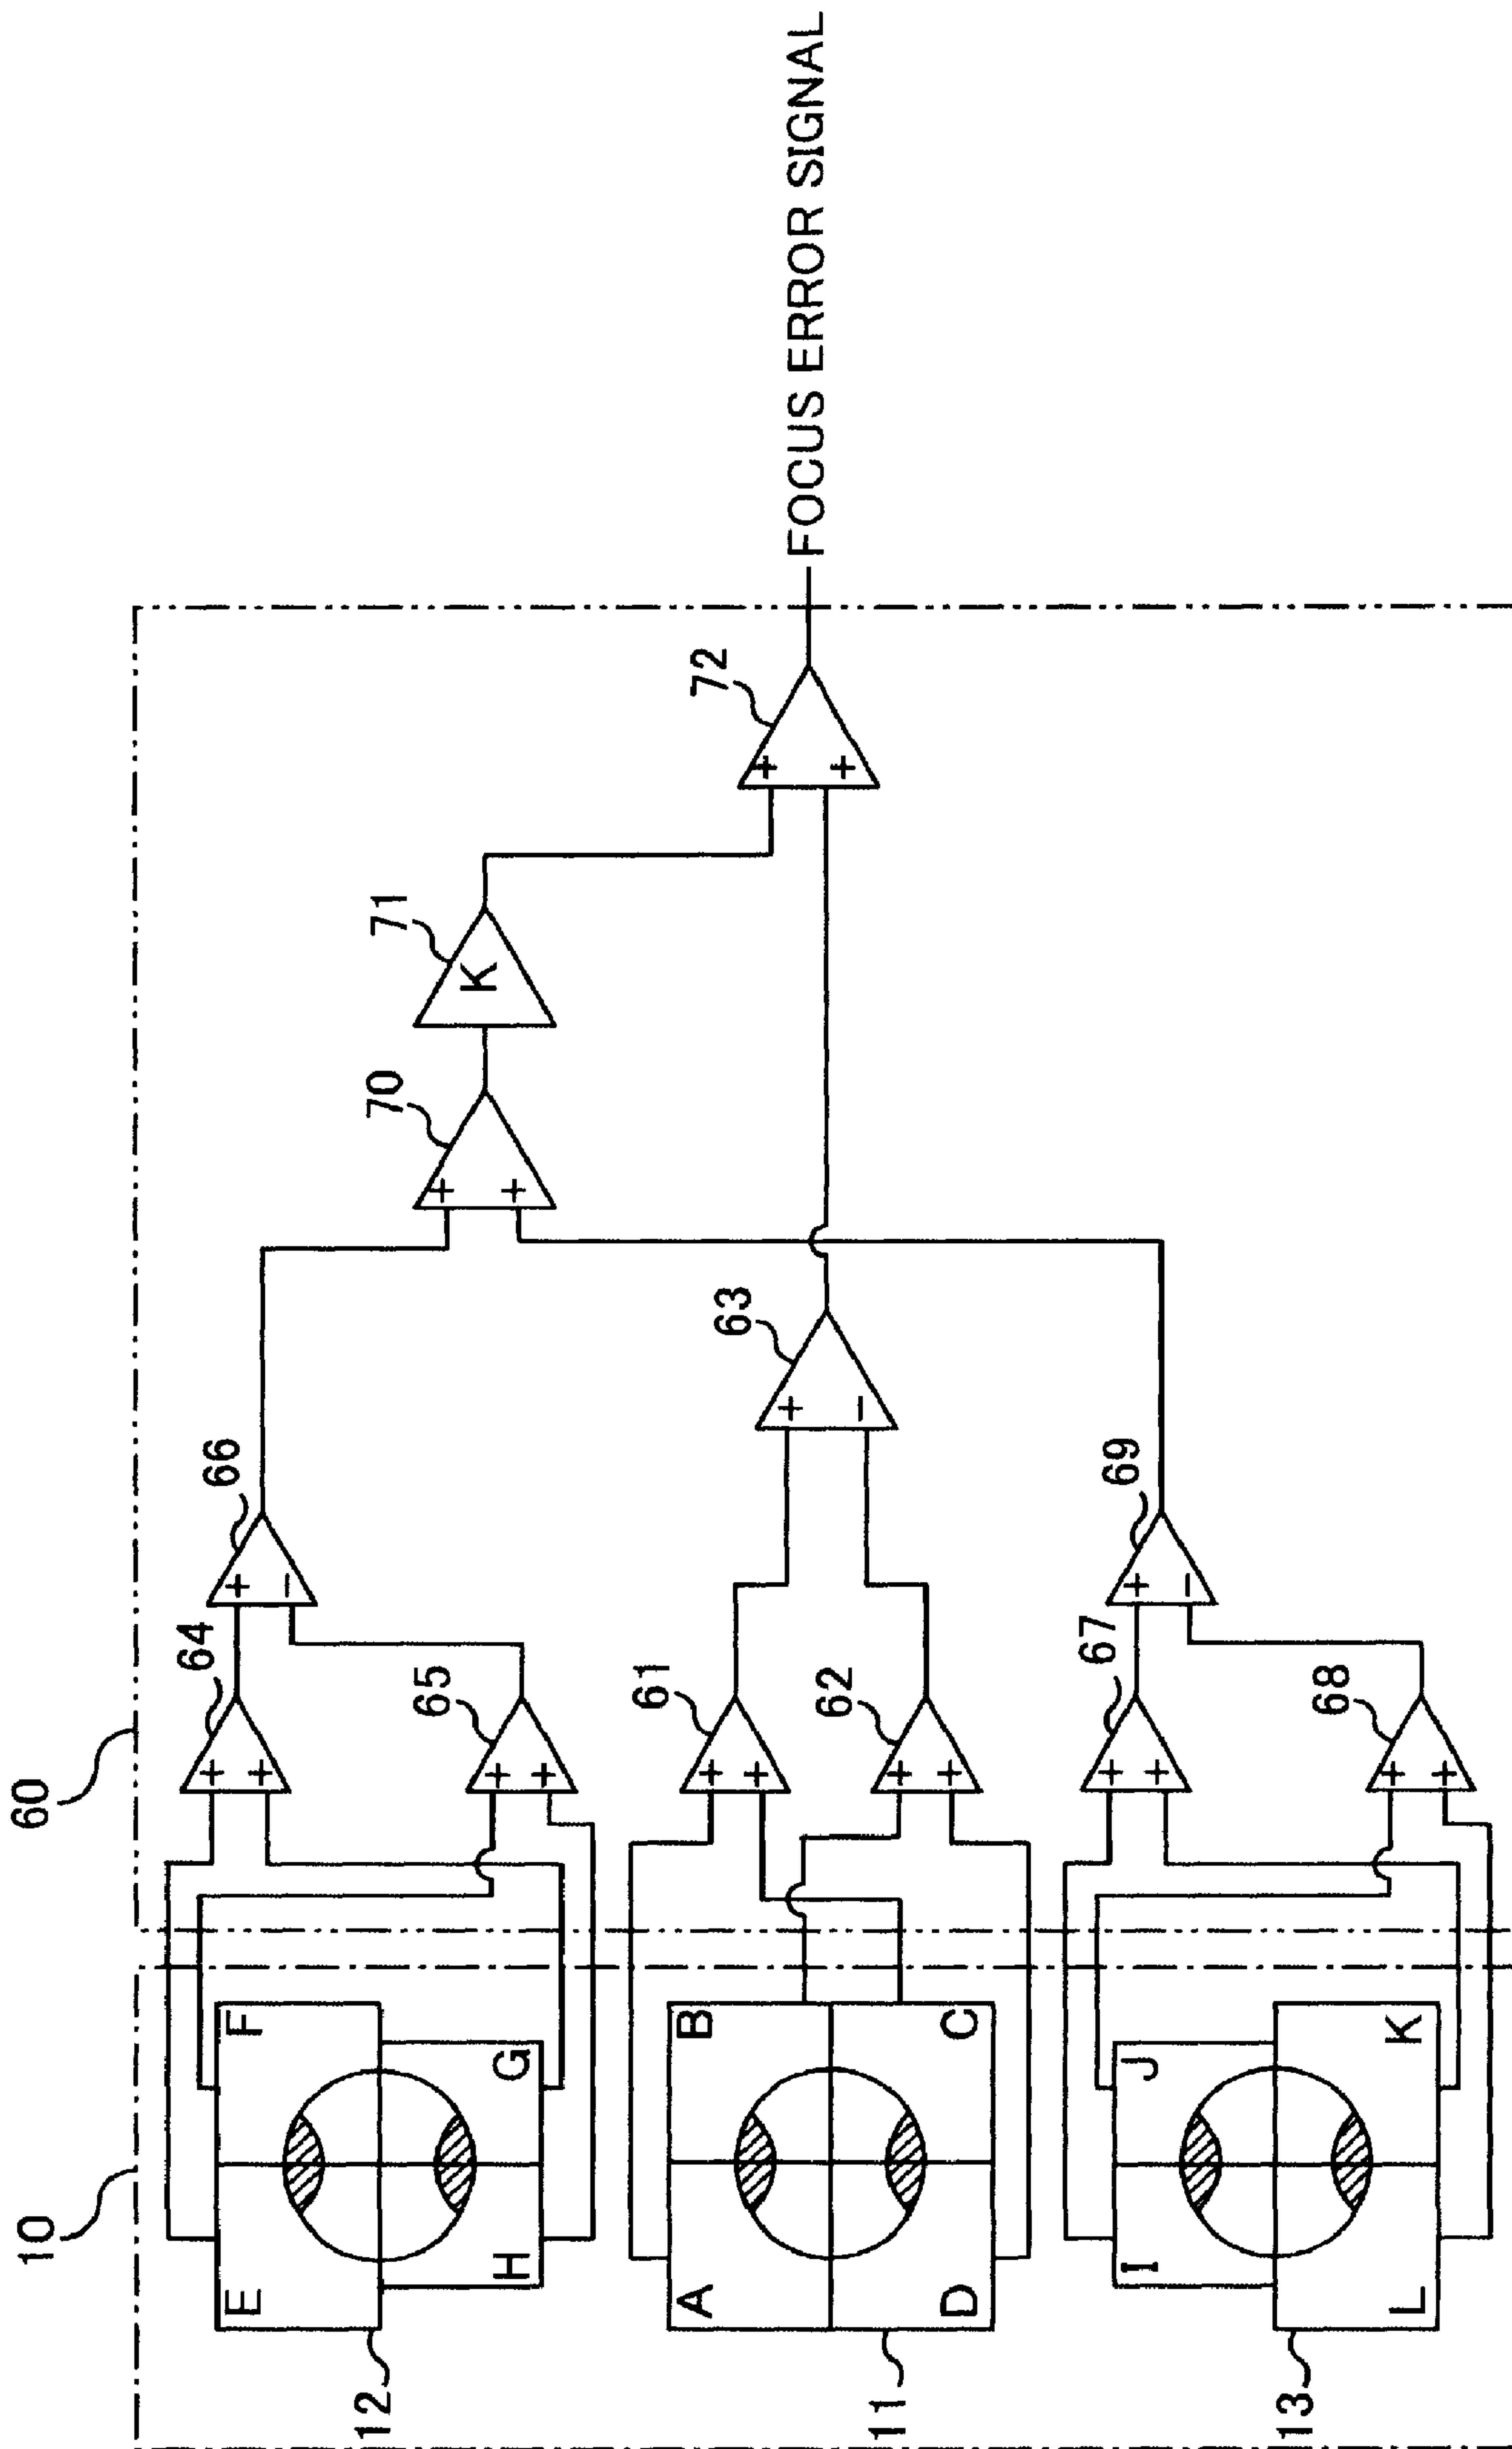 10
60
12
E
F
H
G
64
65
66
11
A
B
D
C
61
62
63
13
I
J
L
K
67
68
69
70
71
K
72
+
+
+
+
+
−
+
+
+
+
+
−
+
+
+
+
+
−
+
+
+
+
FOCUS ERROR SIGNAL